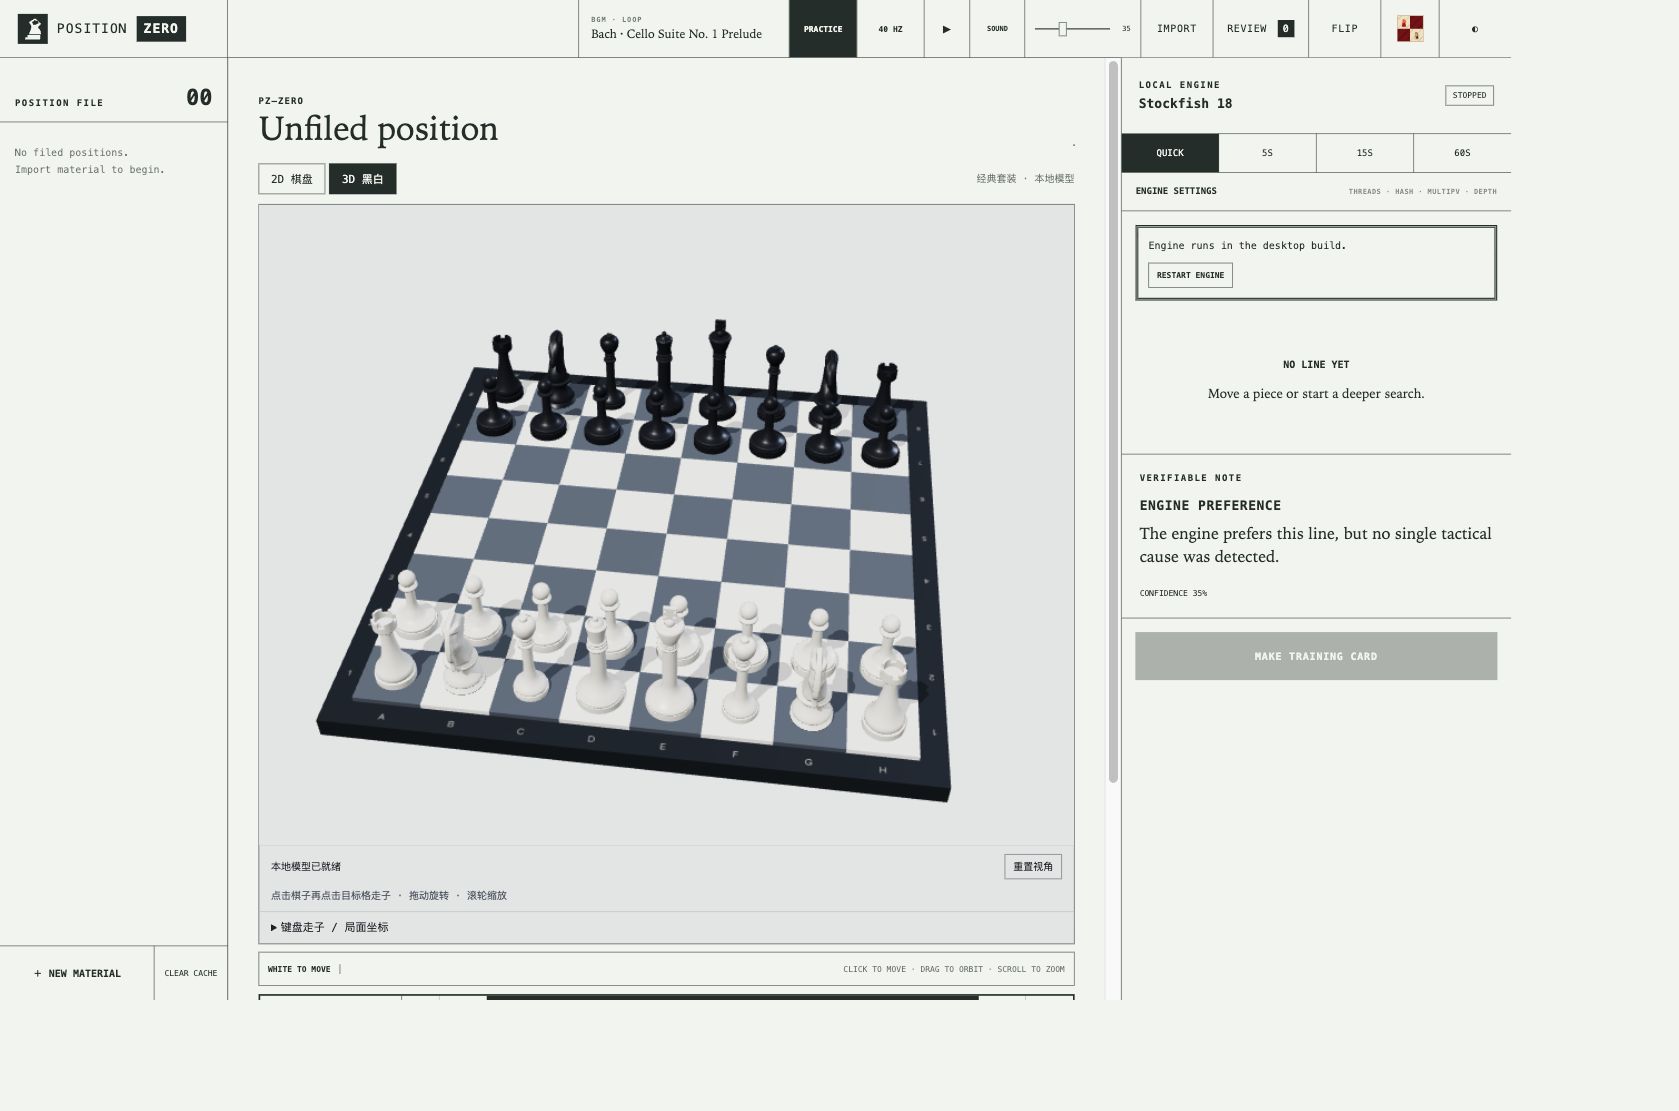 POSITION ZERO
BGM · LOOP
Bach · Cello Suite No. 1 Prelude
PRACTICE
40 HZ
SOUND
35
IMPORT
REVIEW 0
FLIP
POSITION FILE 00
No filed positions.
Import material to begin.
+ NEW MATERIAL
CLEAR CACHE
PZ—ZERO
Unfiled position
2D 棋盘
3D 黑白
经典套装 · 本地模型
A B C D E F G H
本地模型已就绪
重置视角
点击棋子再点击目标格走子 · 拖动旋转 · 滚轮缩放
▶ 键盘走子 / 局面坐标
WHITE TO MOVE
CLICK TO MOVE · DRAG TO ORBIT · SCROLL TO ZOOM
LOCAL ENGINE
Stockfish 18
STOPPED
QUICK
5S
15S
60S
ENGINE SETTINGS
THREADS · HASH · MULTIPV · DEPTH
Engine runs in the desktop build.
RESTART ENGINE
NO LINE YET
Move a piece or start a deeper search.
VERIFIABLE NOTE
ENGINE PREFERENCE
The engine prefers this line, but no single tactical
cause was detected.
CONFIDENCE 35%
MAKE TRAINING CARD